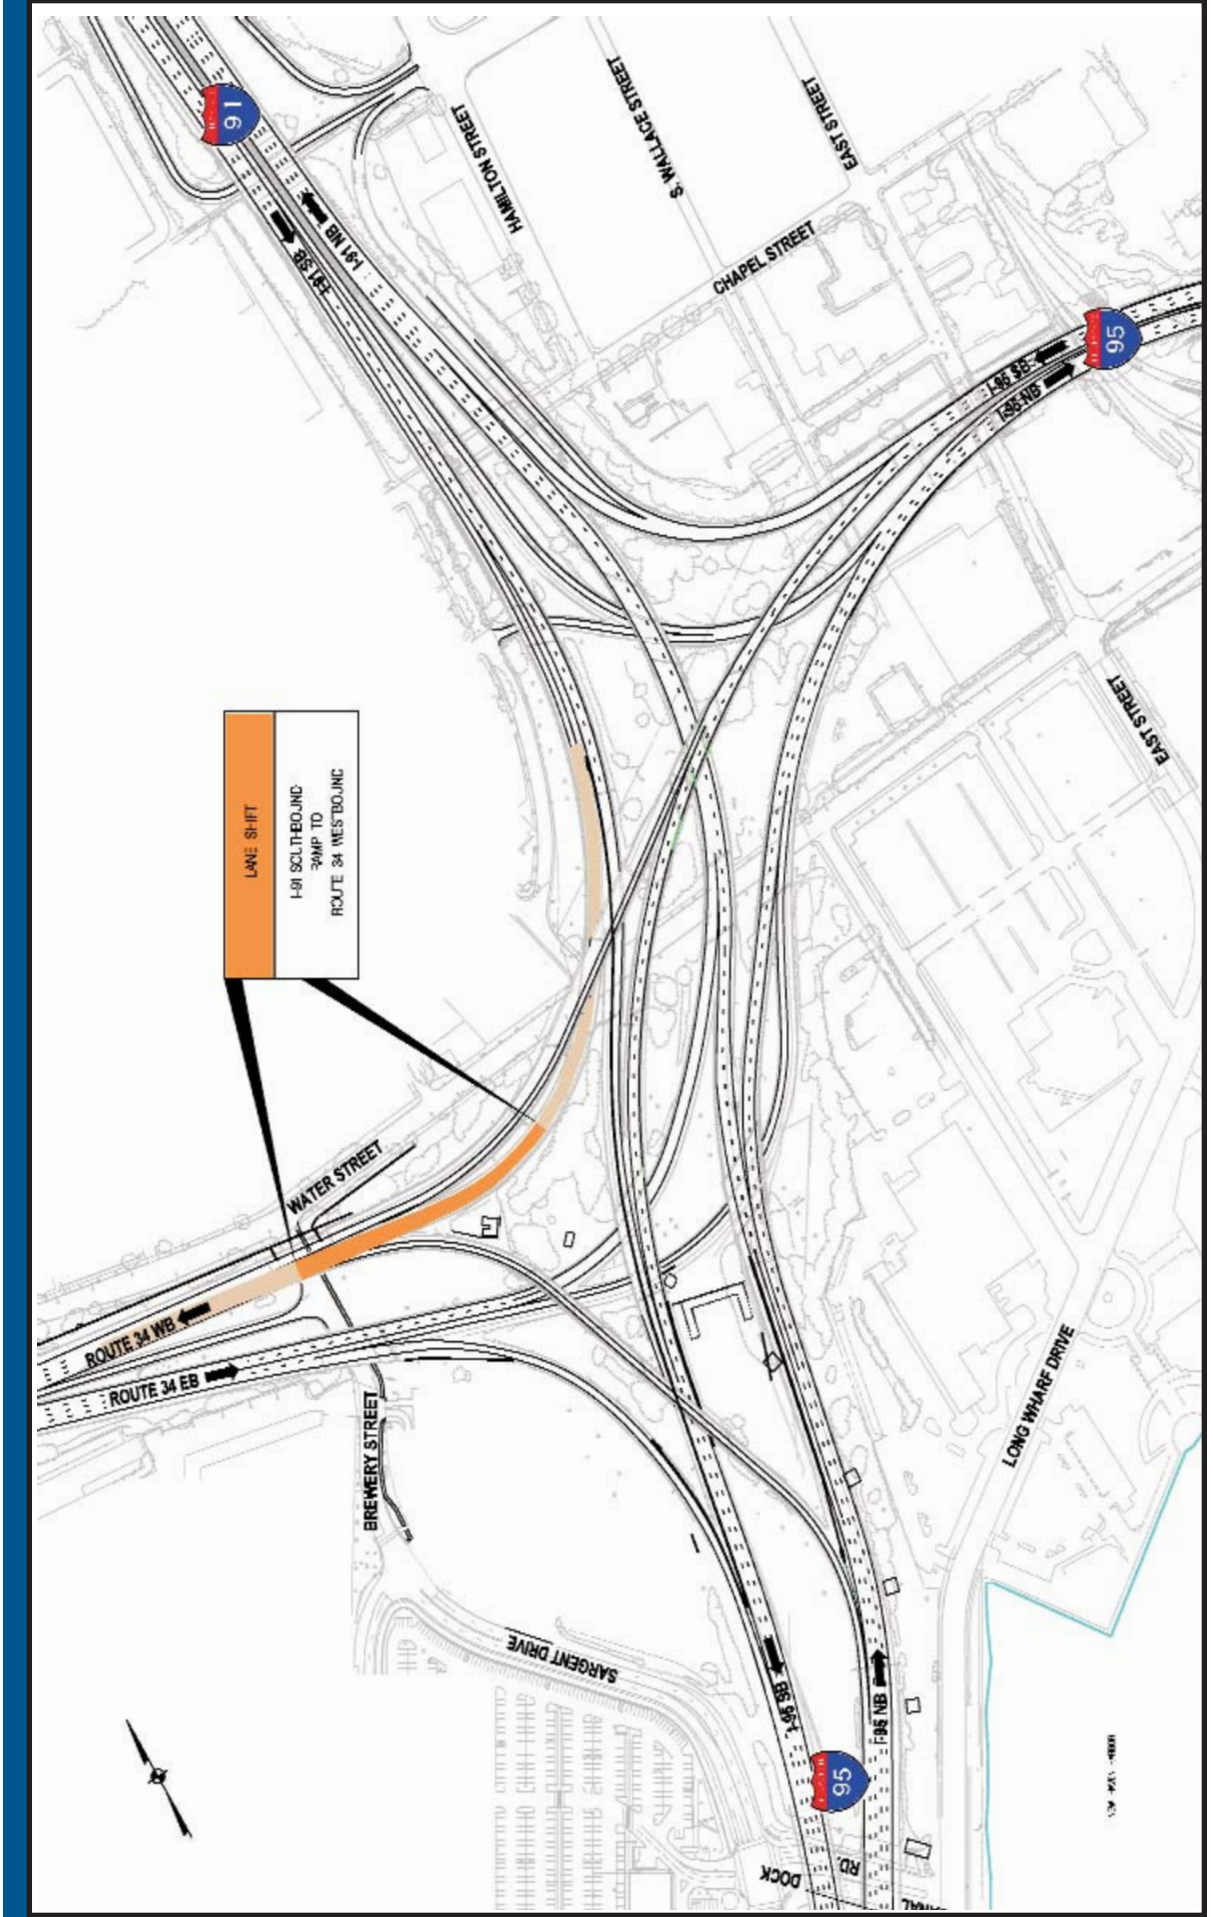 91
I-91 SB
I-91 NB
HAMILTON STREET
S. WALLACE STREET
EAST STREET
CHAPEL STREET
I-95 SB
I-95 NB
95
EAST STREET
LANE SHIFT
I-91 SOUTHBOUND
RAMP TO
ROUTE 34 WESTBOUND
WATER STREET
ROUTE 34 WB
ROUTE 34 EB
BREWERY STREET
SARGENT DRIVE
LONG WHARF DRIVE
I-95 SB
I-95 NB
95
DOCK
RD.